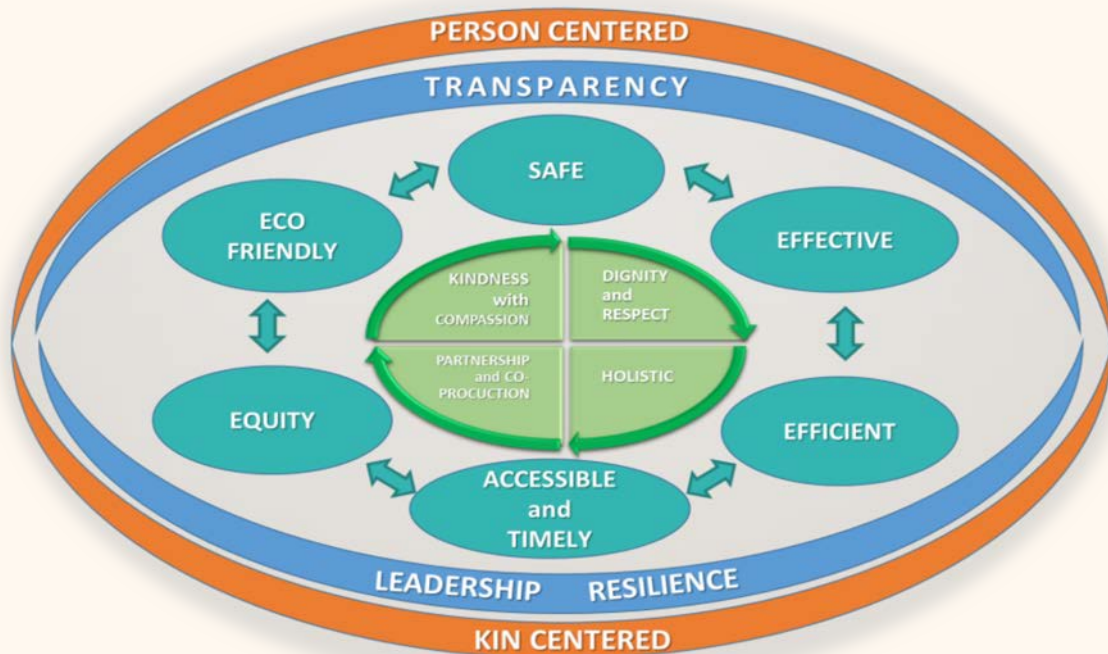 PERSON CENTERED
TRANSPARENCY
SAFE
ECO
FRIENDLY
EFFECTIVE
KINDNESS
with
COMPASSION
DIGNITY
and
RESPECT
PARTNERSHIP
and CO-
PROCUCTION
HOLISTIC
EQUITY
EFFICIENT
ACCESSIBLE
and
TIMELY
LEADERSHIP RESILIENCE
KIN CENTERED